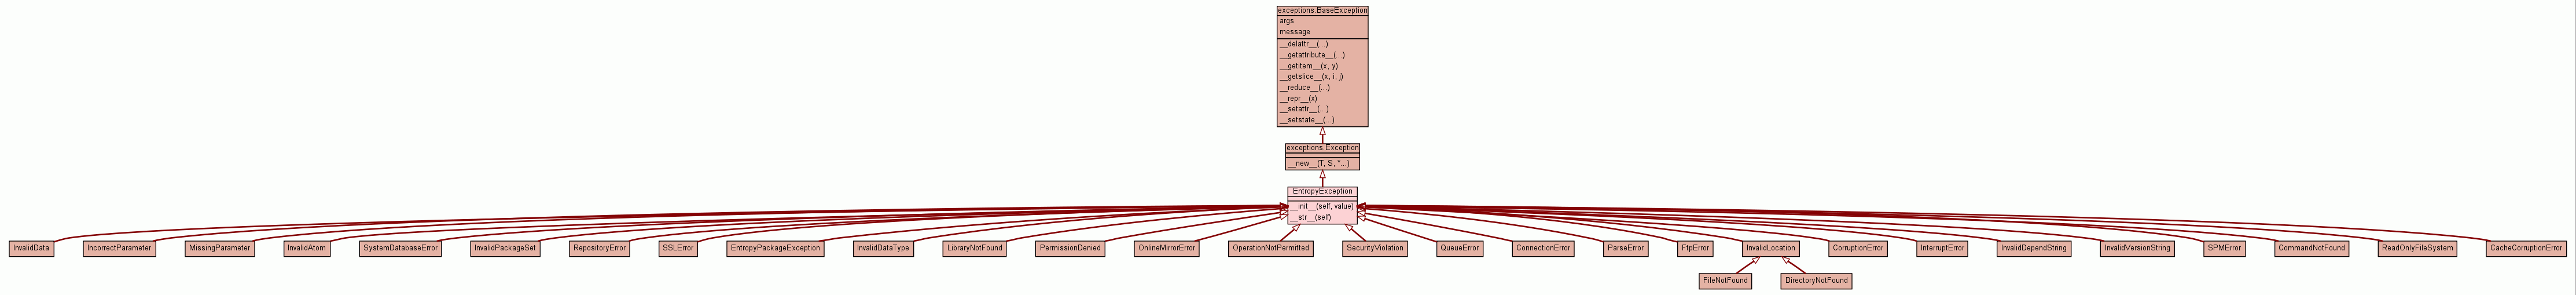 exceptions.BaseException
args
message
__delattr__(...)
__getattribute__(...)
__getitem__(x, y)
__getslice__(x, i, j)
__reduce__(...)
__repr__(x)
__setattr__(...)
__setstate__(...)
exceptions.Exception
__new__(T, S, *...)
EntropyException
__init__(self, value)
__str__(self)
InvalidData
IncorrectParameter
MissingParameter
InvalidAtom
SystemDatabaseError
InvalidPackageSet
RepositoryError
SSLError
EntropyPackageException
InvalidDataType
LibraryNotFound
PermissionDenied
OnlineMirrorError
OperationNotPermitted
SecurityViolation
QueueError
ConnectionError
ParseError
FtpError
InvalidLocation
CorruptionError
InterruptError
InvalidDependString
InvalidVersionString
SPMError
CommandNotFound
ReadOnlyFileSystem
CacheCorruptionError
FileNotFound
DirectoryNotFound